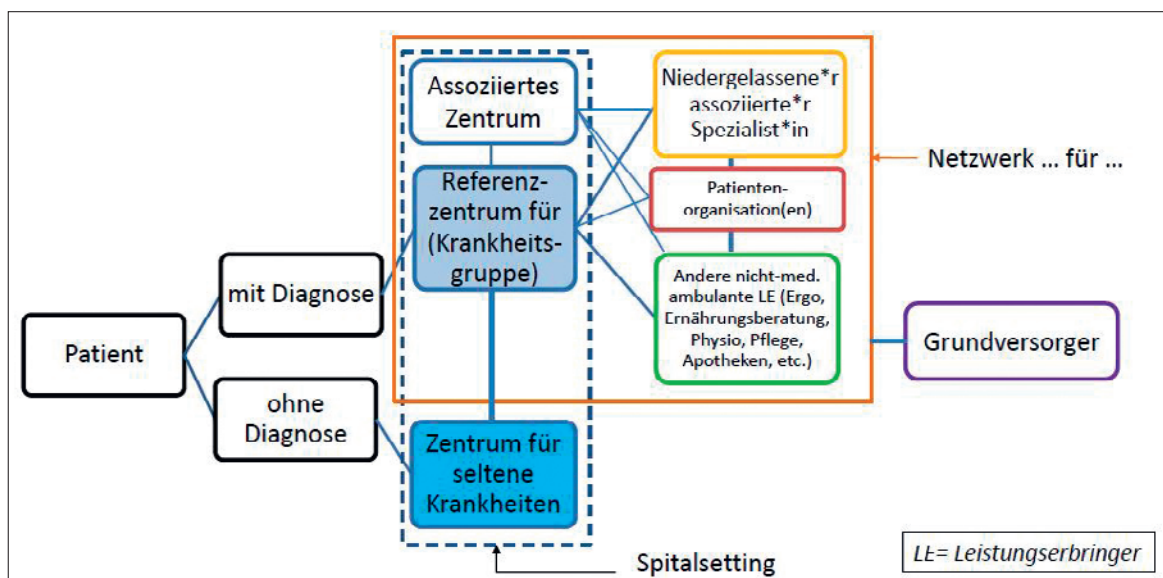 Assoziiertes
Zentrum
Niedergelassene*r
assoziierte*r
Spezialist*in
Netzwerk ... für ...
Referenz-
zentrum für
(Krankheits-
gruppe)
Patienten-
organisation(en)
mit Diagnose
Andere nicht-med.
ambulante LE (Ergo,
Ernährungsberatung,
Physio, Pflege,
Apotheken, etc.)
Patient
Grundversorger
ohne
Diagnose
Zentrum für
seltene
Krankheiten
Spitalsetting
LE= Leistungserbringer